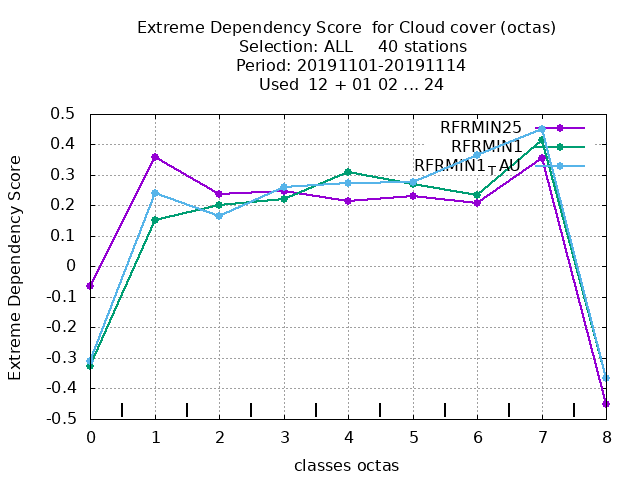 Extreme Dependency Score  for Cloud cover (octas)
Selection: ALL     40 stations
Period: 20191101-20191114
Used  12 + 01 02 ... 24
RFRMIN25
RFRMIN1
RFRMIN1TAU
Extreme Dependency Score
0.5
0.4
0.3
0.2
0.1
0
-0.1
-0.2
-0.3
-0.4
-0.5
0 1 2 3 4 5 6 7 8
classes octas